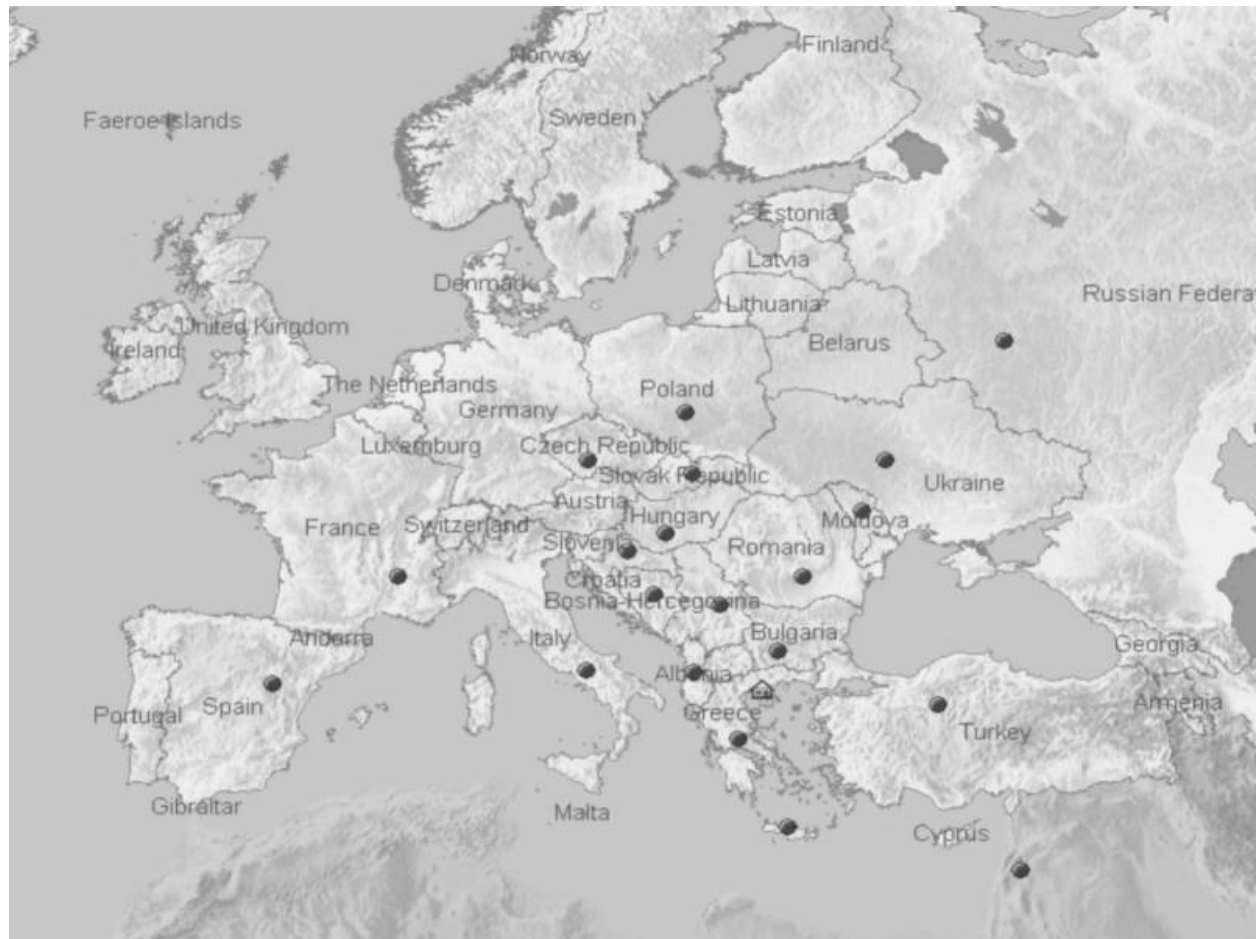 Norway
Finland
Faeroe Islands
Sweden
Estonia
Latvia
Denmark
Lithuania
Russian Federa
United Kingdom
Ireland
Belarus
The Netherlands
Poland
Germany
Luxemburg
Czech Republic
Slovak Republic
Ukraine
Austria
Hungary
Moldova
France
Switzerland
Slovenia
Romania
Croatia
Bosnia-Hercegovina
Andorra
Italy
Bulgaria
Georgia
Albania
Armenia
Portugal
Spain
Greece
Turkey
Gibraltar
Malta
Cyprus